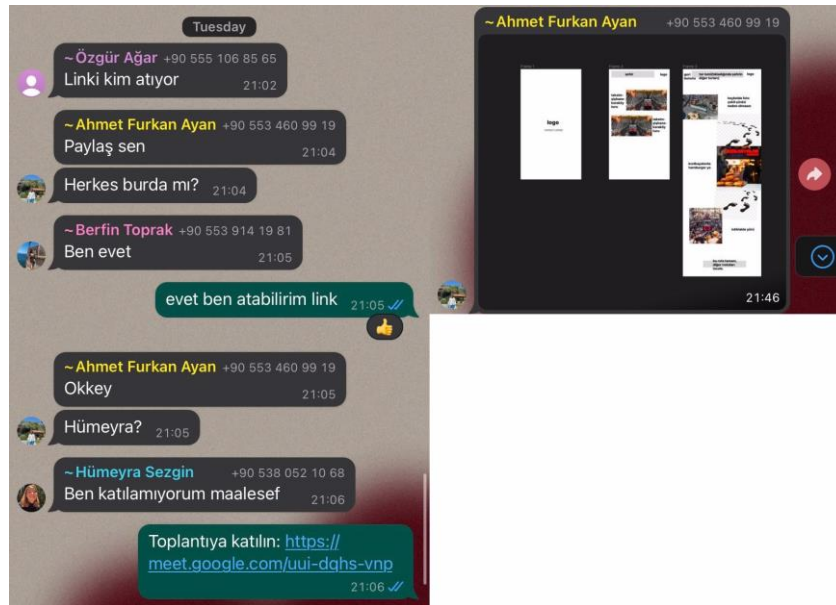 Tuesday
~Özgür Ağar +90 555 106 85 65
Linki kim atıyor
21:02
~Ahmet Furkan Ayan +90 553 460 99 19
Paylaş sen
21:04
Herkes burda mı? 21:04
~Berfin Toprak +90 553 914 19 81
Ben evet
21:05
evet ben atabilirim link 21:05
~Ahmet Furkan Ayan +90 553 460 99 19
Okkey
21:05
Hümeyra? 21:05
~Hümeyra Sezgin +90 538 052 10 68
Ben katılamıyorum maalesef 21:06
Toplantıya katılın: https://
meet.google.com/uui-dqhs-vnp
21:06
~Ahmet Furkan Ayan +90 553 460 99 19
logo
logo
logo
21:46